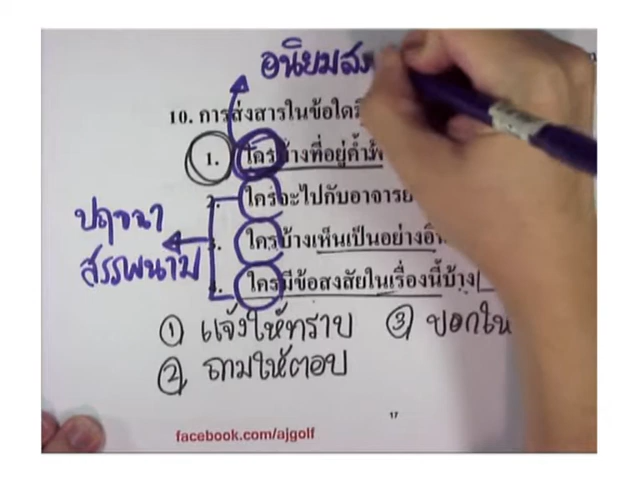 อนิยมสร
10. การส่งสารในข้อใด
1. ใครบ้างที่อยู่ค้ำ
2. ใครจะไปกับอาจารย
3. ใครบ้างเห็นเป็นอย่างอื่น
4. ใครมีข้อสงสัยในเรื่องนี้บ้าง
ปฤจฉา
สรรพนาม
① แจ้งให้ทราบ ③ บอกให
② ถามให้ตอบ
17
facebook.com/ajgolf